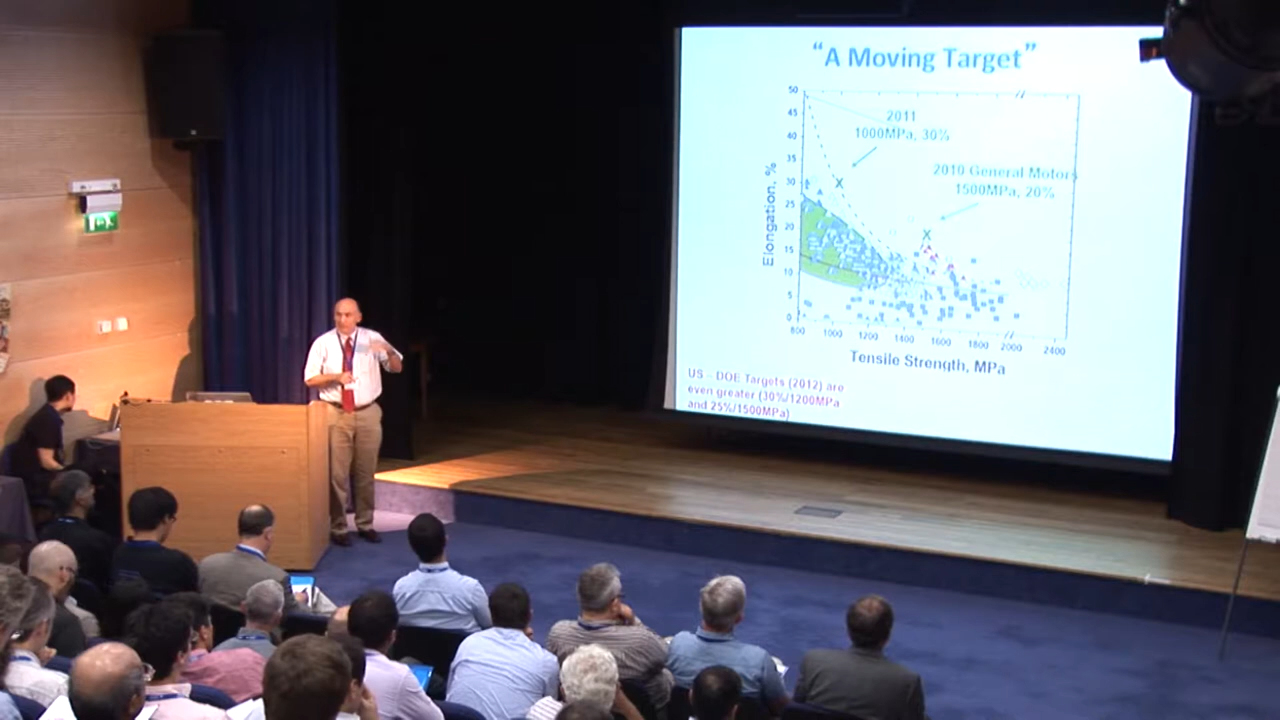 “A Moving Target”
50
45
40
35
30
25
20
15
10
5
0
Elongation, %
2011
1000MPa, 30%
2010 General Motors
1500MPa, 20%
X
X
800 1000 1200 1400 1600 1800 2000 2400
Tensile Strength, MPa
US – DOE Targets (2012) are
even greater (30%/1200MPa
and 25%/1500MPa)